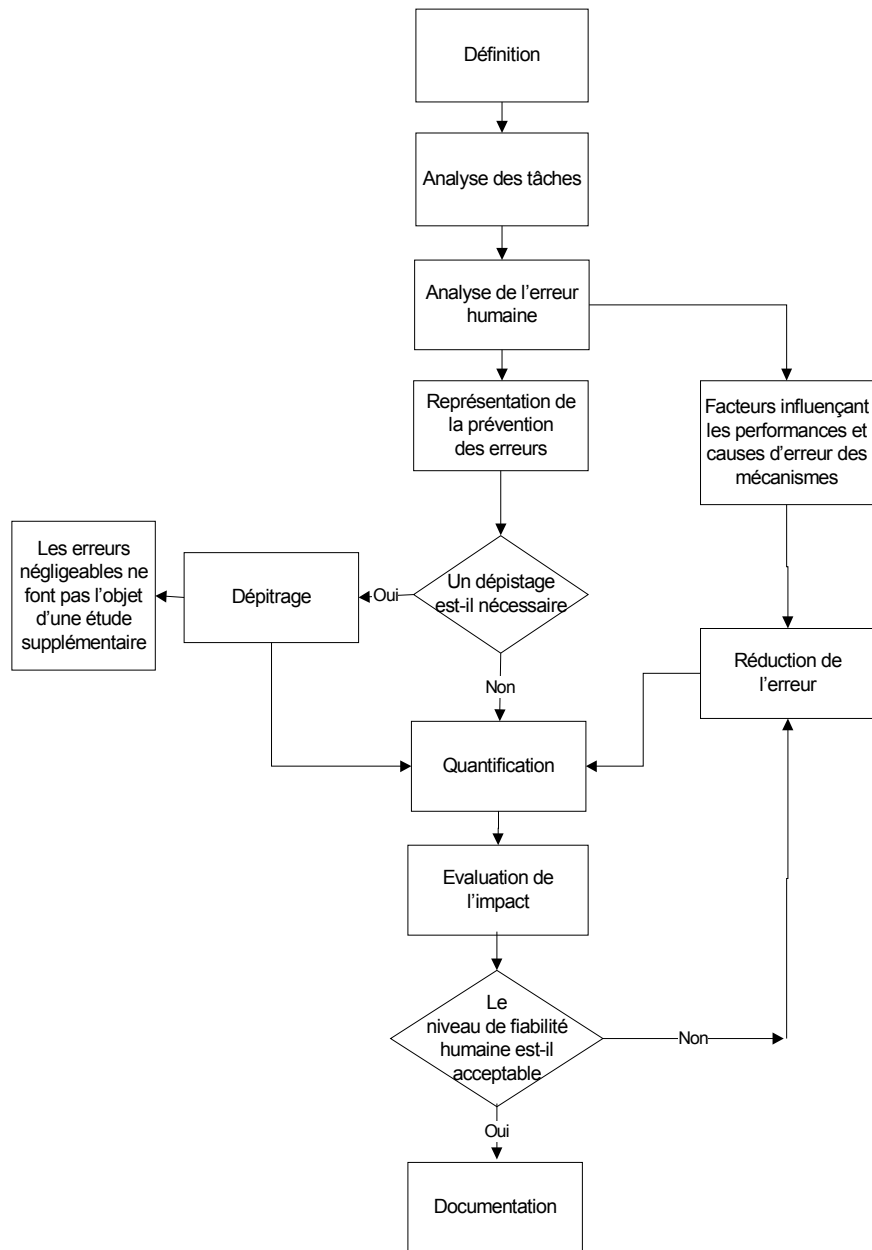 Définition
Analyse des tâches
Analyse de l'erreur
humaine
Représentation de
la prévention
des erreurs
Facteurs influençant
les performances et
causes d'erreur des
mécanismes
Les erreurs
négligeables ne
font pas l'objet
d'une étude
supplémentaire
Dépitrage
Oui
Un dépistage
est-il nécessaire
Réduction de
l'erreur
Non
Quantification
Evaluation de
l'impact
Le
niveau de fiabilité
humaine est-il
acceptable
Non
Oui
Documentation